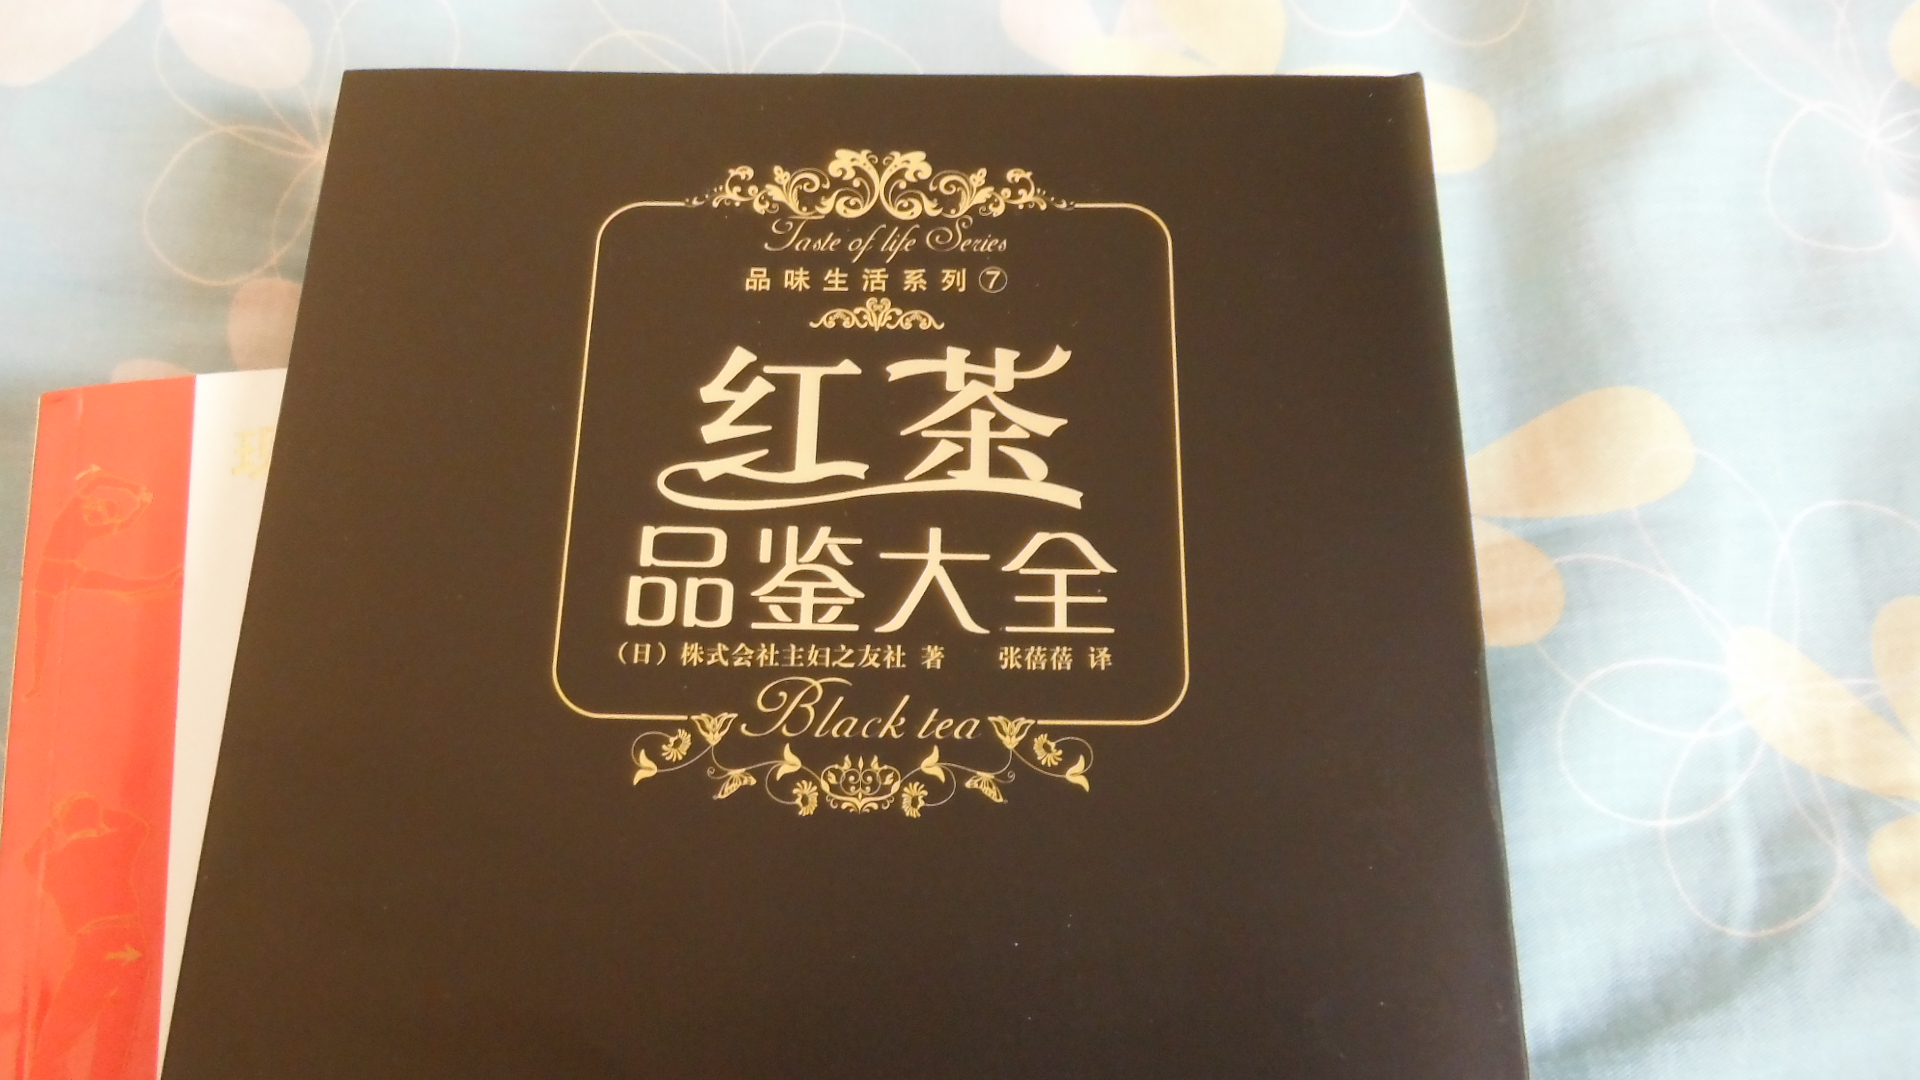 Taste of life Series
品味生活系列⑦
红茶
品鉴大全
（日）株式会社主妇之友社 著 张蓓蓓 译
Black tea